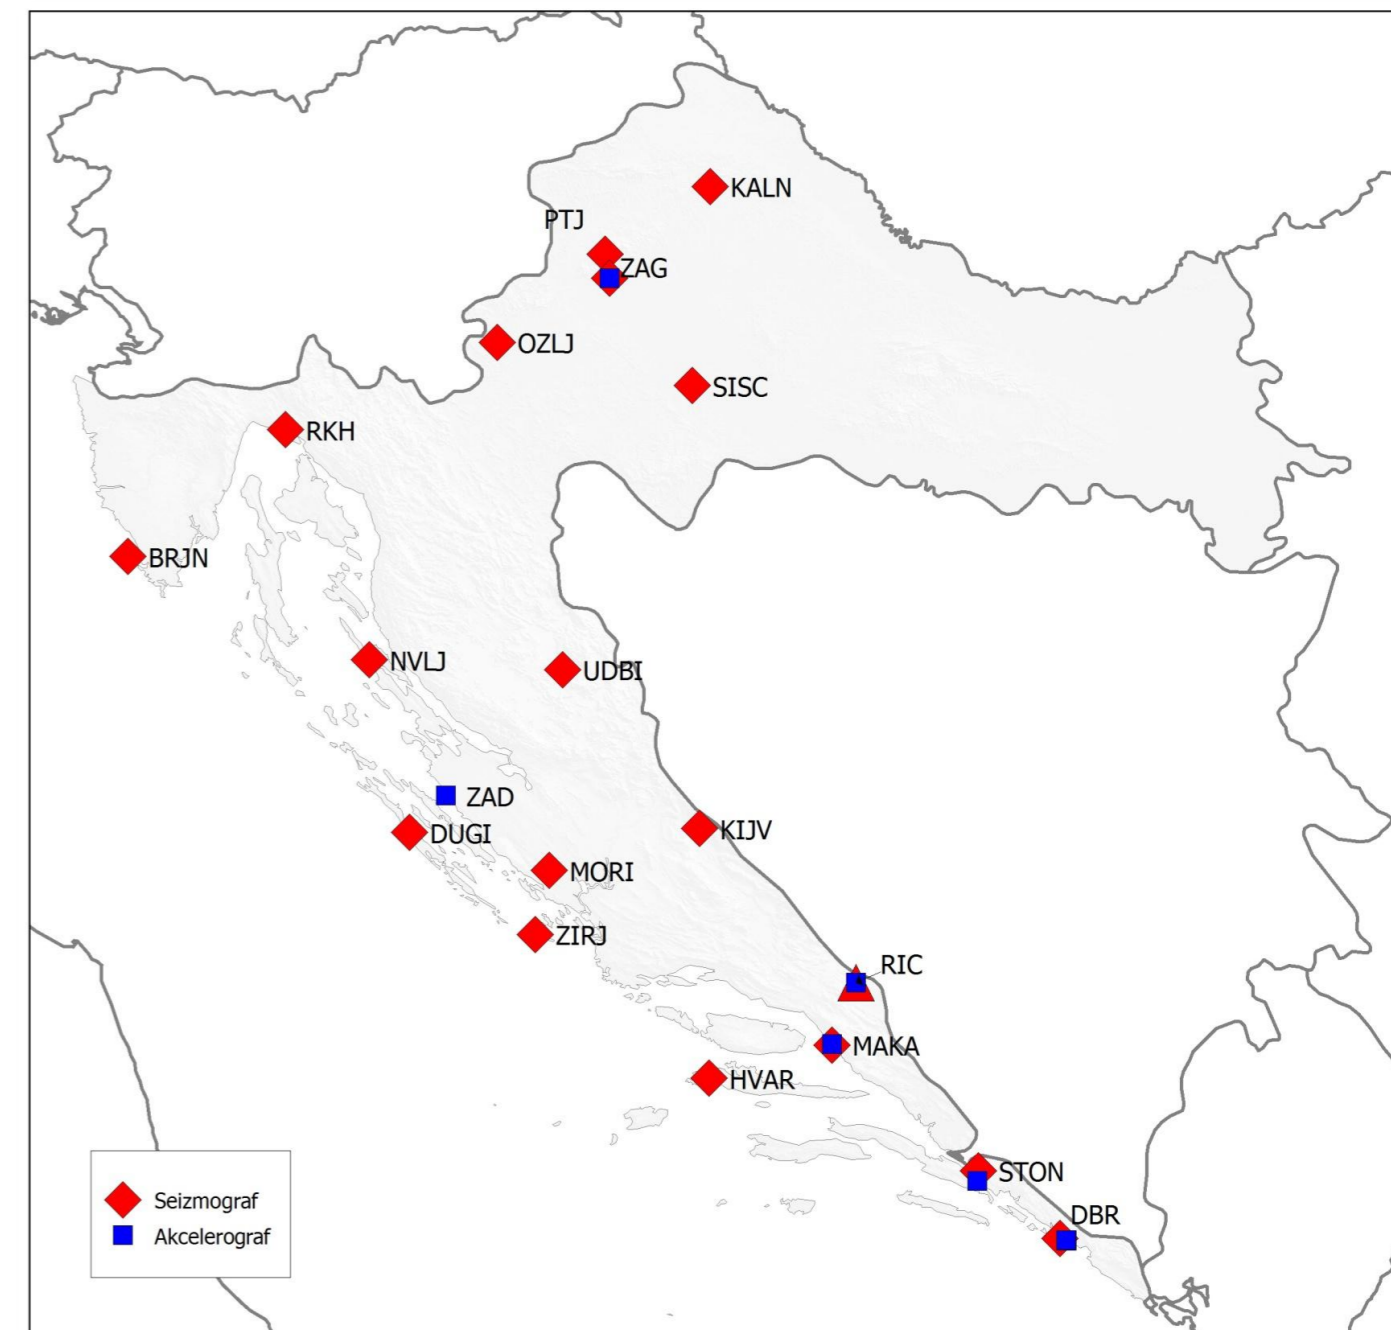 KALN
PTJ
ZAG
OZLJ
SISC
RKH
BRJN
NVLJ
UDBI
ZAD
DUGI
KIJV
MORI
ZIRJ
RIC
MAKA
HVAR
STON
DBR
Seizmograf
Akcelerograf